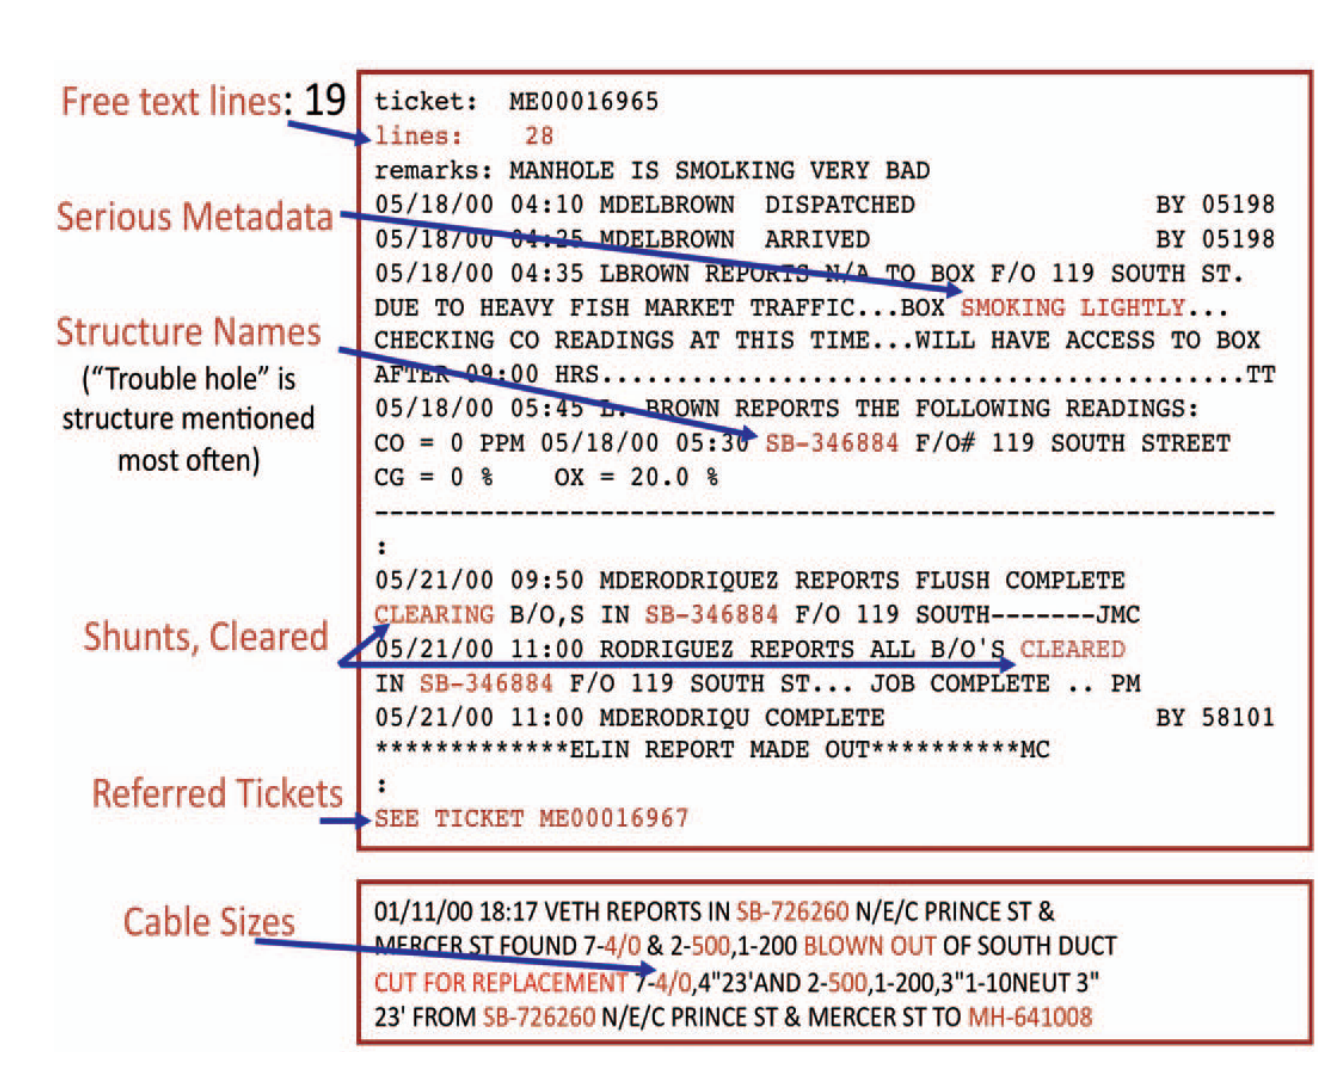 Free text lines: 19
ticket: ME00016965
lines: 28
remarks: MANHOLE IS SMOLKING VERY BAD
Serious Metadata
05/18/00 04:10 MDELBROWN DISPATCHED BY 05198
05/18/00 04:25 MDELBROWN ARRIVED BY 05198
05/18/00 04:35 LBROWN REPORTS N/A TO BOX F/O 119 SOUTH ST.
DUE TO HEAVY FISH MARKET TRAFFIC...BOX SMOKING LIGHTLY...
Structure Names
("Trouble hole" is
structure mentioned
most often)
CHECKING CO READINGS AT THIS TIME...WILL HAVE ACCESS TO BOX
AFTER 09:00 HRS...........................................TT
05/18/00 05:45 L. BROWN REPORTS THE FOLLOWING READINGS:
CO = 0 PPM 05/18/00 05:30 SB-346884 F/O# 119 SOUTH STREET
CG = 0 % OX = 20.0 %
------------------------------------------------------------
:
05/21/00 09:50 MDERODRIQUEZ REPORTS FLUSH COMPLETE
CLEARING B/O,S IN SB-346884 F/O 119 SOUTH-------JMC
Shunts, Cleared
05/21/00 11:00 RODRIGUEZ REPORTS ALL B/O'S CLEARED
IN SB-346884 F/O 119 SOUTH ST... JOB COMPLETE .. PM
05/21/00 11:00 MDERODRIQU COMPLETE BY 58101
*************ELIN REPORT MADE OUT**********MC
:
Referred Tickets
SEE TICKET ME00016967
Cable Sizes
01/11/00 18:17 VETH REPORTS IN SB-726260 N/E/C PRINCE ST &
MERCER ST FOUND 7-4/0 & 2-500,1-200 BLOWN OUT OF SOUTH DUCT
CUT FOR REPLACEMENT 7-4/0,4"23'AND 2-500,1-200,3"1-10NEUT 3"
23' FROM SB-726260 N/E/C PRINCE ST & MERCER ST TO MH-641008